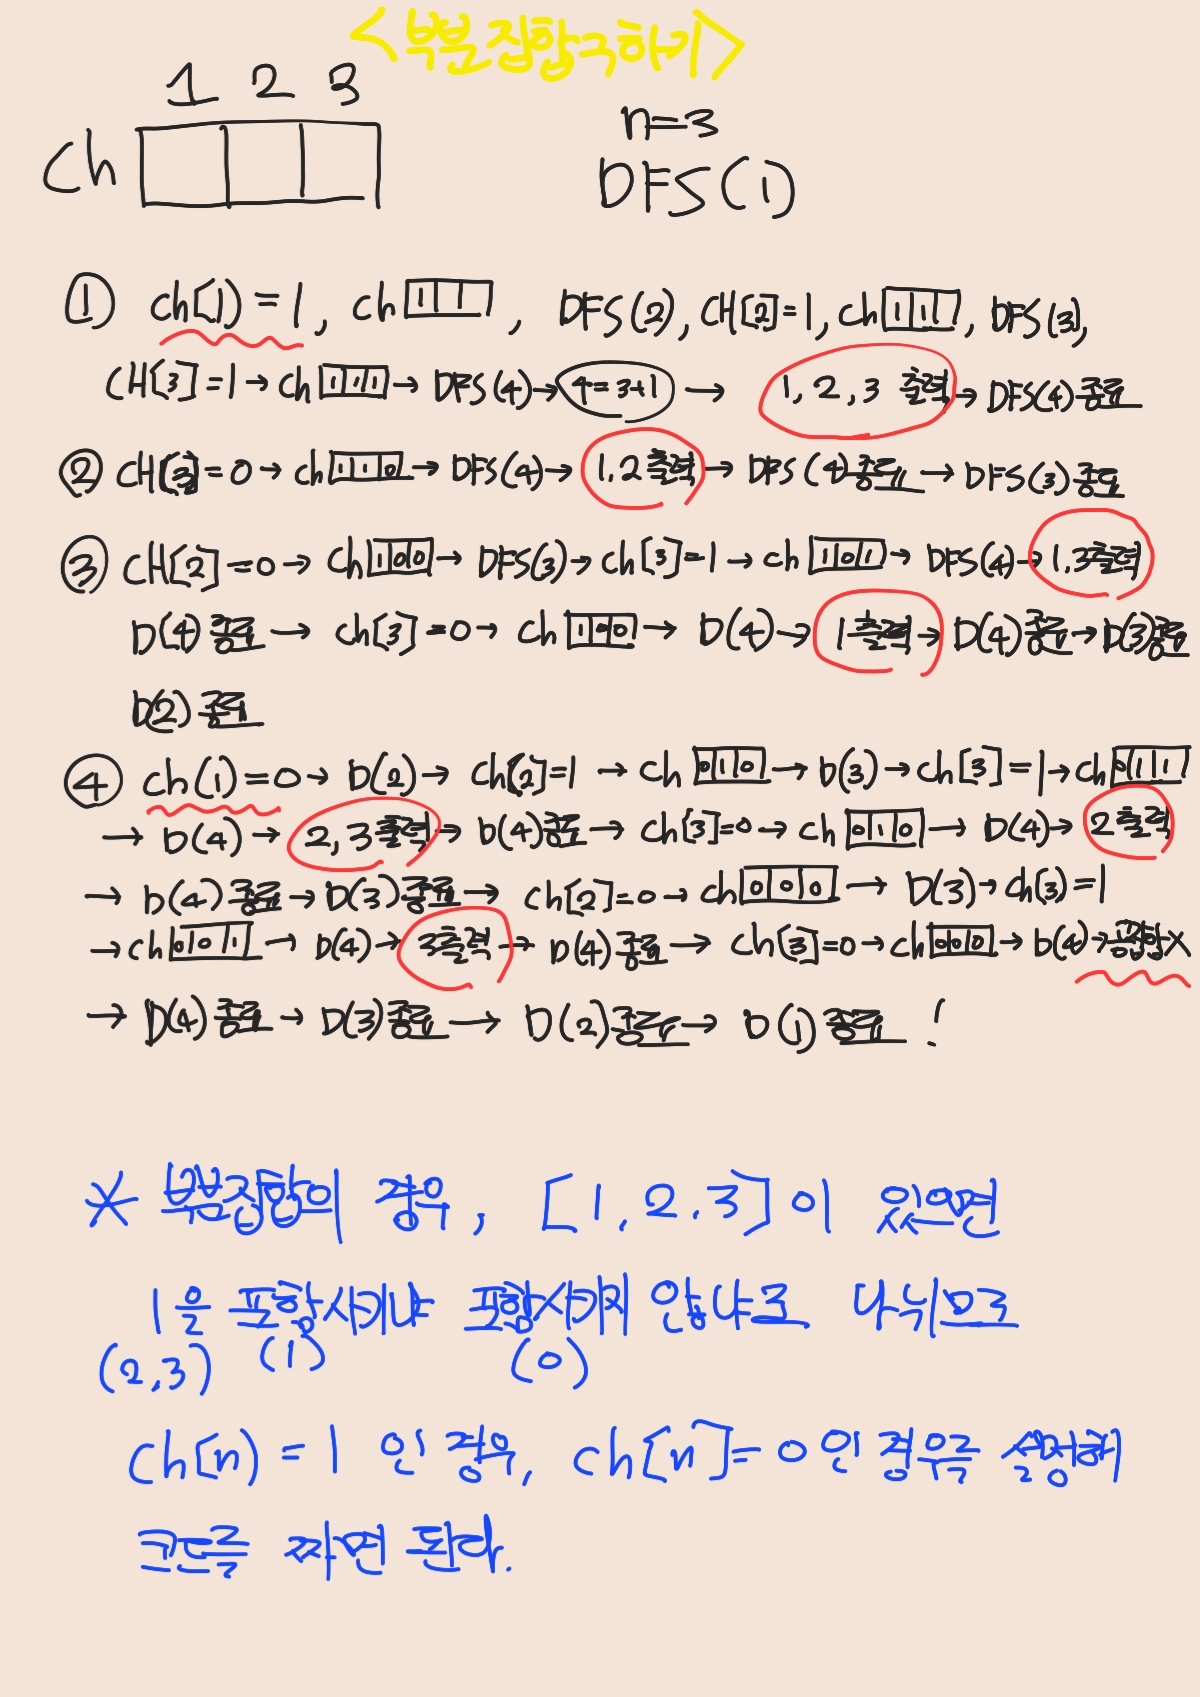 <부분집합 구하기>
1 2 3
ch
n=3
DFS(1)
① ch[1)=1, ch 1, DFS(2), CH[2]=1, ch 1 1, DFS(3),
CH[3]=1→ch 1 1 1→DFS(4)→4=3+1→1,2,3 출력→DFS(4)종료
② CH[3]=0→ch 1 1 0→DFS(4)→1,2출력→DFS(4)종료→DFS(3)종료
③ CH[2]=0→ch 1 0 0→DFS(3)→ch[3]=1→ch 1 0 1→DFS(4)→1,3출력
D(4)종료→ch[3]=0→ch 1 0 0→D(4)→1출력→D(4)종료→D(3)종료
D(2)종료
④ ch(1)=0→D(2)→ch[2]=1→ch 0 1 0→D(3)→ch[3]=1→ch 0 1 1
→D(4)→2,3출력→D(4)종료→ch[3]=0→ch 0 1 0→D(4)→2출력
→D(4)종료→D(3)종료→ch[2]=0→ch 0 0 0→D(3)→ch[3)=1
→ch 0 0 1→D(4)→3출력→D(4)종료→ch[3]=0→ch 0 0 0→D(4)→출력X
→D(4)종료→D(3)종료→D(2)종료→D(1)종료!
* 부분집합의 경우, [1,2,3]이 있으면
1을 포함시키냐 포함시키지 않냐로 나뉘므로
(2,3) (1) (0)
ch[n)=1 인 경우, ch[n]=0인 경우로 설정해
코드를 짜면 된다.